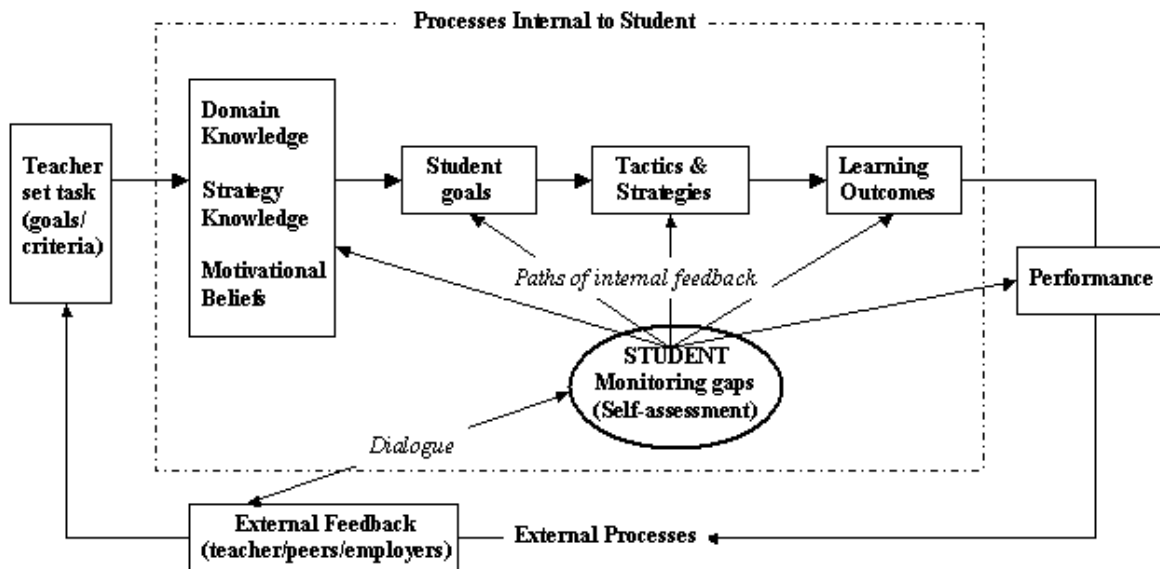 Processes Internal to Student
Teacher
set task
(goals/
criteria)
Domain
Knowledge
Strategy
Knowledge
Motivational
Beliefs
Student
goals
Tactics &
Strategies
Learning
Outcomes
Performance
Paths of internal feedback
STUDENT
Monitoring gaps
(Self-assessment)
Dialogue
External Feedback
(teacher/peers/employers)
External Processes